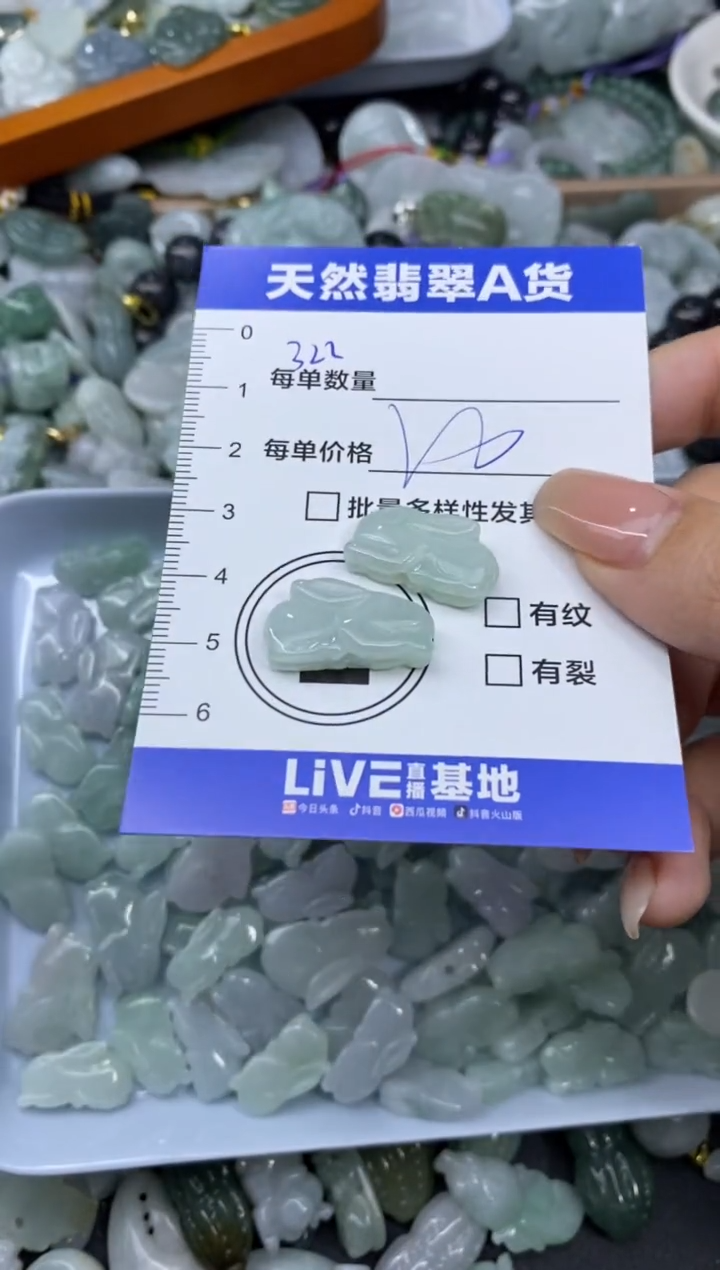 天然翡翠A货
0
322
每单数量
1
每单价格
2
批量多样性发其
3
4
有纹
5
有裂
6
LiVE直播基地
今日头条 抖音 西瓜视频 抖音火山版